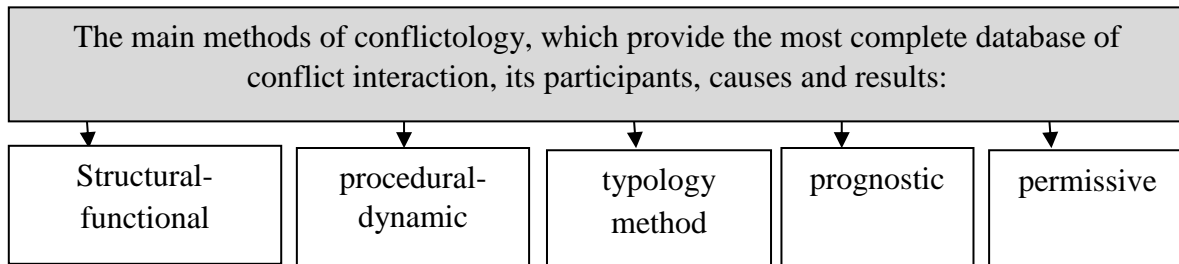 The main methods of conflictology, which provide the most complete database of
conflict interaction, its participants, causes and results:
Structural-
functional
procedural-
dynamic
typology
method
prognostic
permissive